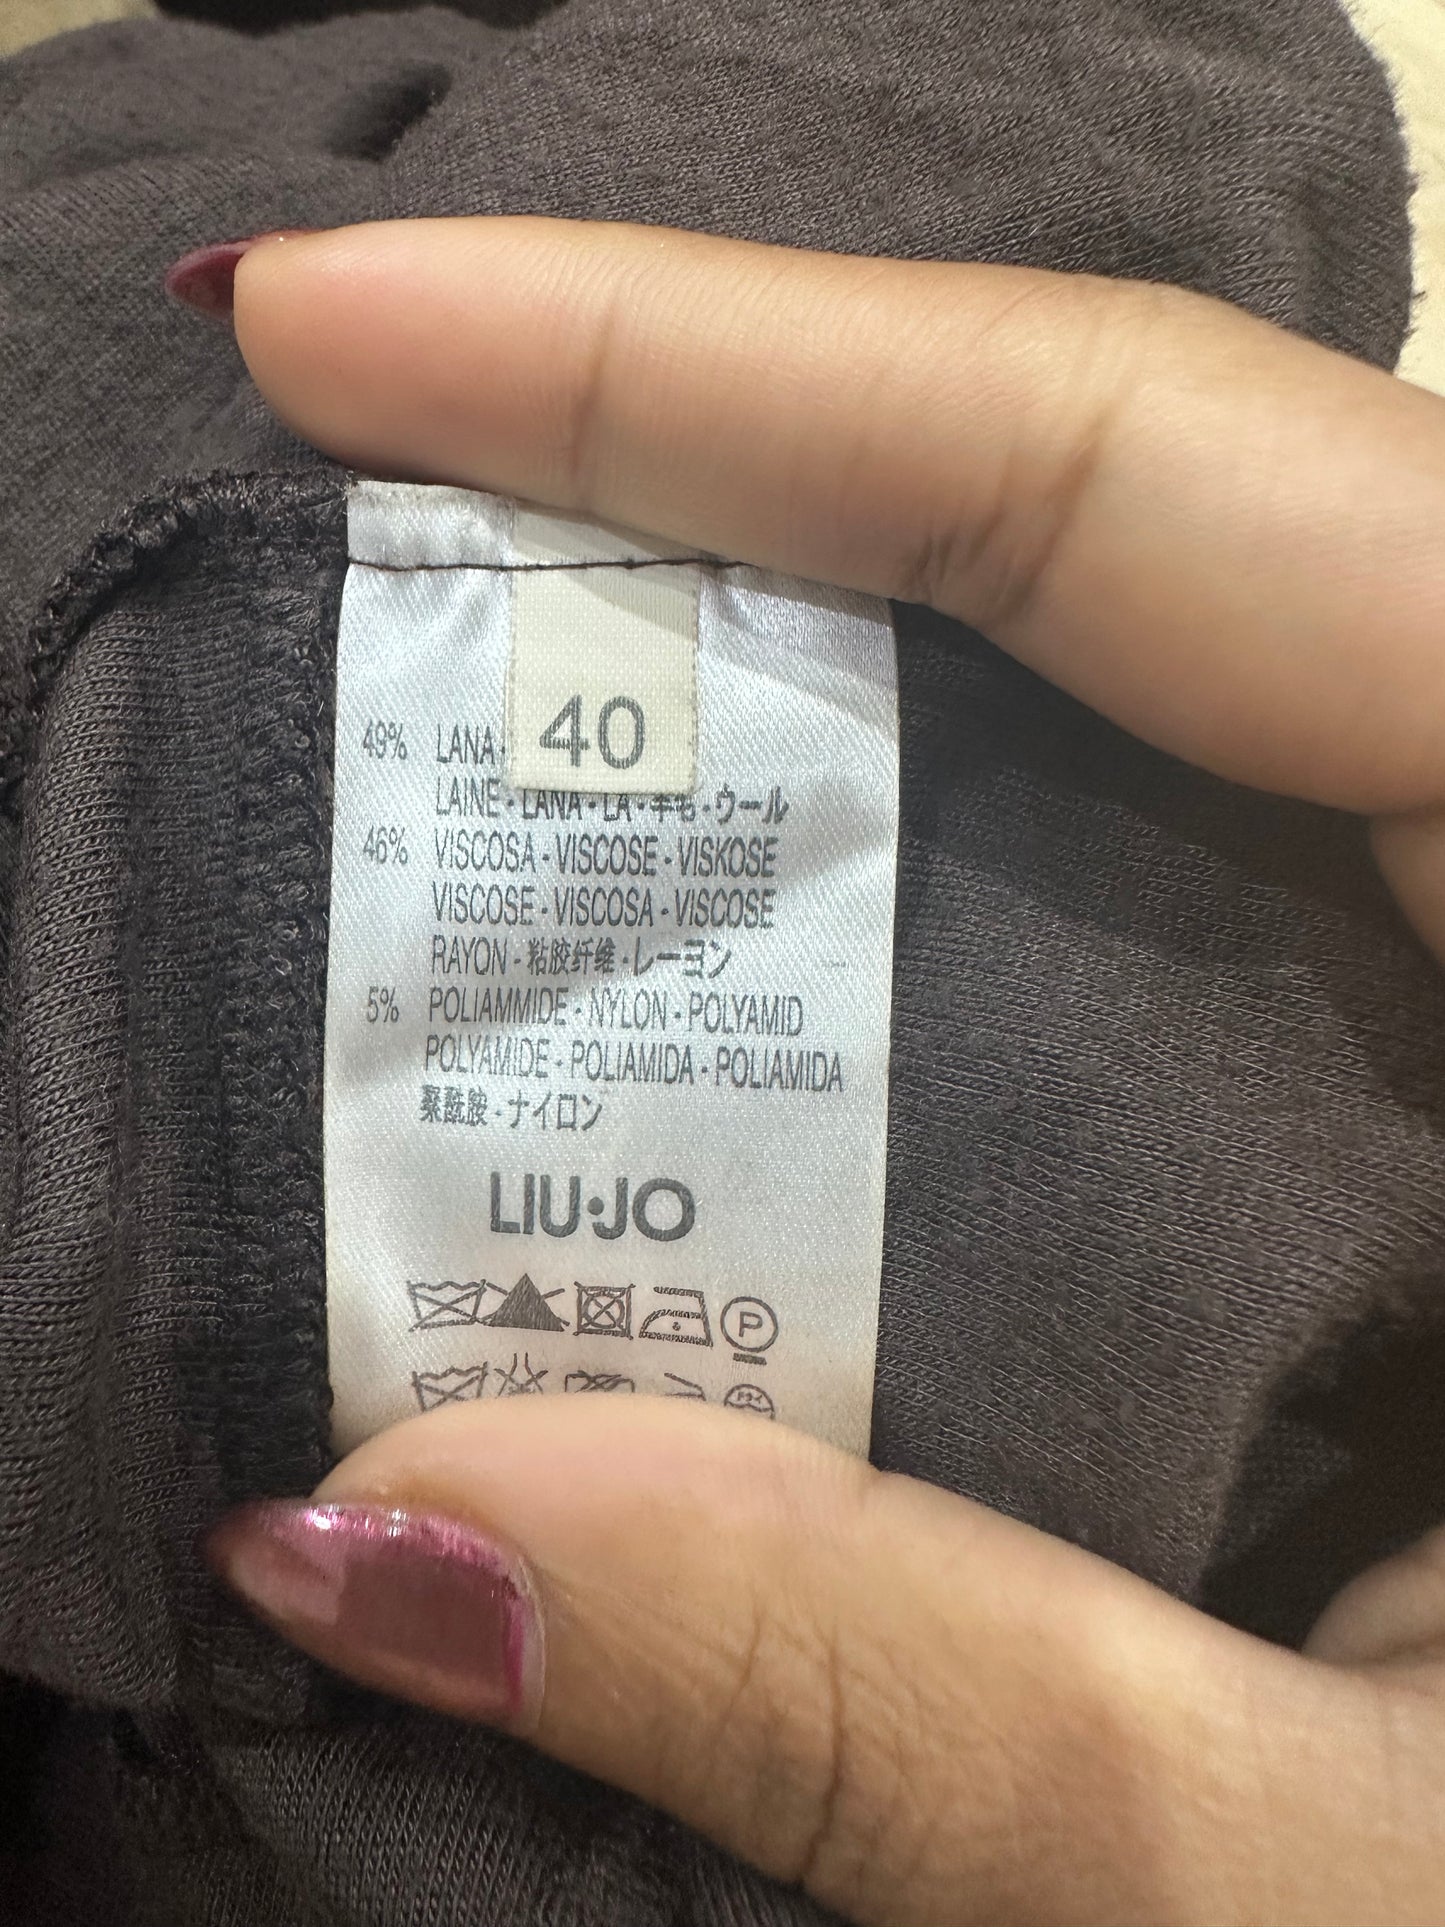 40
49% LANA
LAINE · LANA · LA · 羊毛 · ウール
46% VISCOSA · VISCOSE · VISKOSE
VISCOSE · VISCOSA · VISCOSE
RAYON · 粘胶纤维 · レーヨン
5% POLIAMMIDE · NYLON · POLYAMID
POLYAMIDE · POLIAMIDA · POLIAMIDA
聚酰胺 · ナイロン
LIU·JO
P